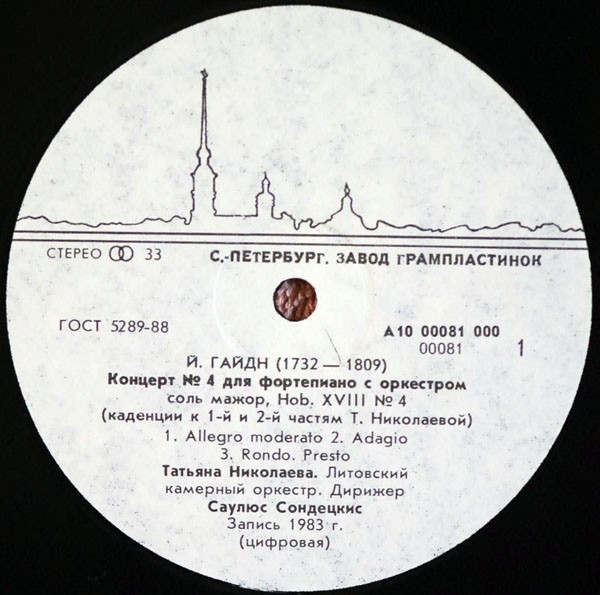 СТЕРЕО 33 С.-ПЕТЕРБУРГ. ЗАВОД ГРАМПЛАСТИНОК
ГОСТ 5289-88 А10 00081 000
00081 1
Й. ГАЙДН (1732 — 1809)
Концерт № 4 для фортепиано с оркестром
соль мажор, Hob. XVIII № 4
(каденции к 1-й и 2-й частям Т. Николаевой)
1. Allegro moderato 2. Adagio
3. Rondo. Presto
Татьяна Николаева. Литовский
камерный оркестр. Дирижер
Саулюс Сондецкис
Запись 1983 г.
(цифровая)